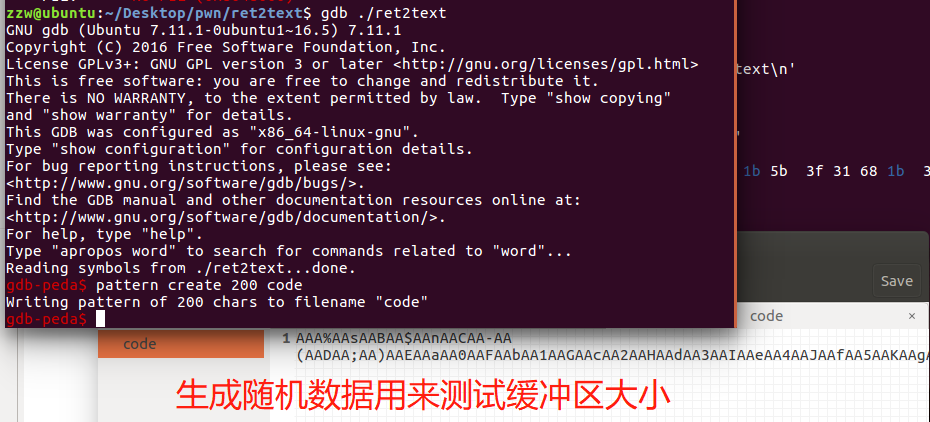 zzw@ubuntu:~/Desktop/pwn/ret2text$ gdb ./ret2text
GNU gdb (Ubuntu 7.11.1-0ubuntu1~16.5) 7.11.1
Copyright (C) 2016 Free Software Foundation, Inc.
License GPLv3+: GNU GPL version 3 or later <http://gnu.org/licenses/gpl.html>
This is free software: you are free to change and redistribute it.
There is NO WARRANTY, to the extent permitted by law.  Type "show copying"
and "show warranty" for details.
This GDB was configured as "x86_64-linux-gnu".
Type "show configuration" for configuration details.
For bug reporting instructions, please see:
<http://www.gnu.org/software/gdb/bugs/>.
Find the GDB manual and other documentation resources online at:
<http://www.gnu.org/software/gdb/documentation/>.
For help, type "help".
Type "apropos word" to search for commands related to "word"...
Reading symbols from ./ret2text...done.
gdb-peda$ pattern create 200 code
Writing pattern of 200 chars to filename "code"
gdb-peda$
text\n'
1b 5b  3f 31 68 1b  3
Save
code
×
code
1 AAA%AAsAABAA$AAnAACAA-AA
(AADAA;AA)AAEAAaAA0AAFAAbAA1AAGAAcAA2AAHAAdAA3AAIAAeAA4AAJAAfAA5AAKAAgA
生成随机数据用来测试缓冲区大小